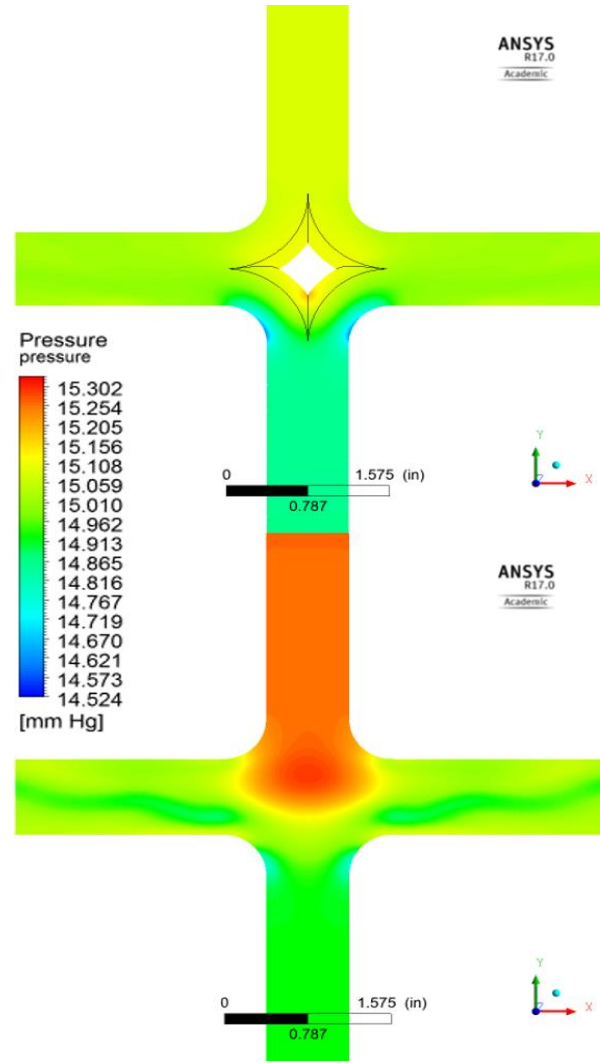 ANSYS
R17.0
Academic
Pressure
pressure
15.302
15.254
15.205
15.156
15.108
15.059
15.010
14.962
14.913
14.865
14.816
14.767
14.719
14.670
14.621
14.573
14.524
[mm Hg]
Y
X
Z
0 1.575 (in)
0.787
ANSYS
R17.0
Academic
Y
X
Z
0 1.575 (in)
0.787